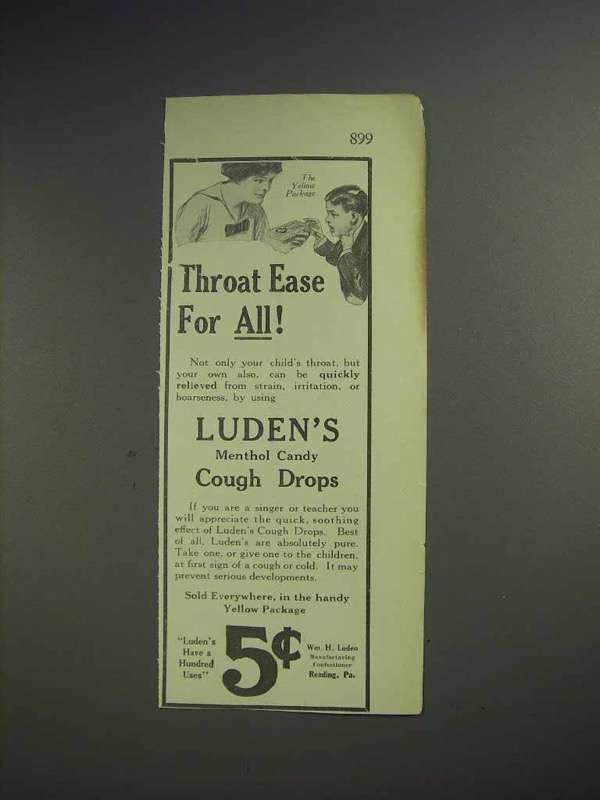 899
The
Yellow
Package
Throat Ease
For All!
Not only your child's throat, but
your own also, can be quickly
relieved from strain, irritation, or
hoarseness, by using
LUDEN'S
Menthol Candy
Cough Drops
If you are a singer or teacher you
will appreciate the quick, soothing
effect of Luden's Cough Drops. Best
of all, Luden's are absolutely pure.
Take one, or give one to the children,
at first sign of a cough or cold. It may
prevent serious developments.
Sold Everywhere, in the handy
Yellow Package
"Luden's
Have a
Hundred
Uses"
5¢
Wm. H. Luden
Manufacturing
Confectioner
Reading, Pa.